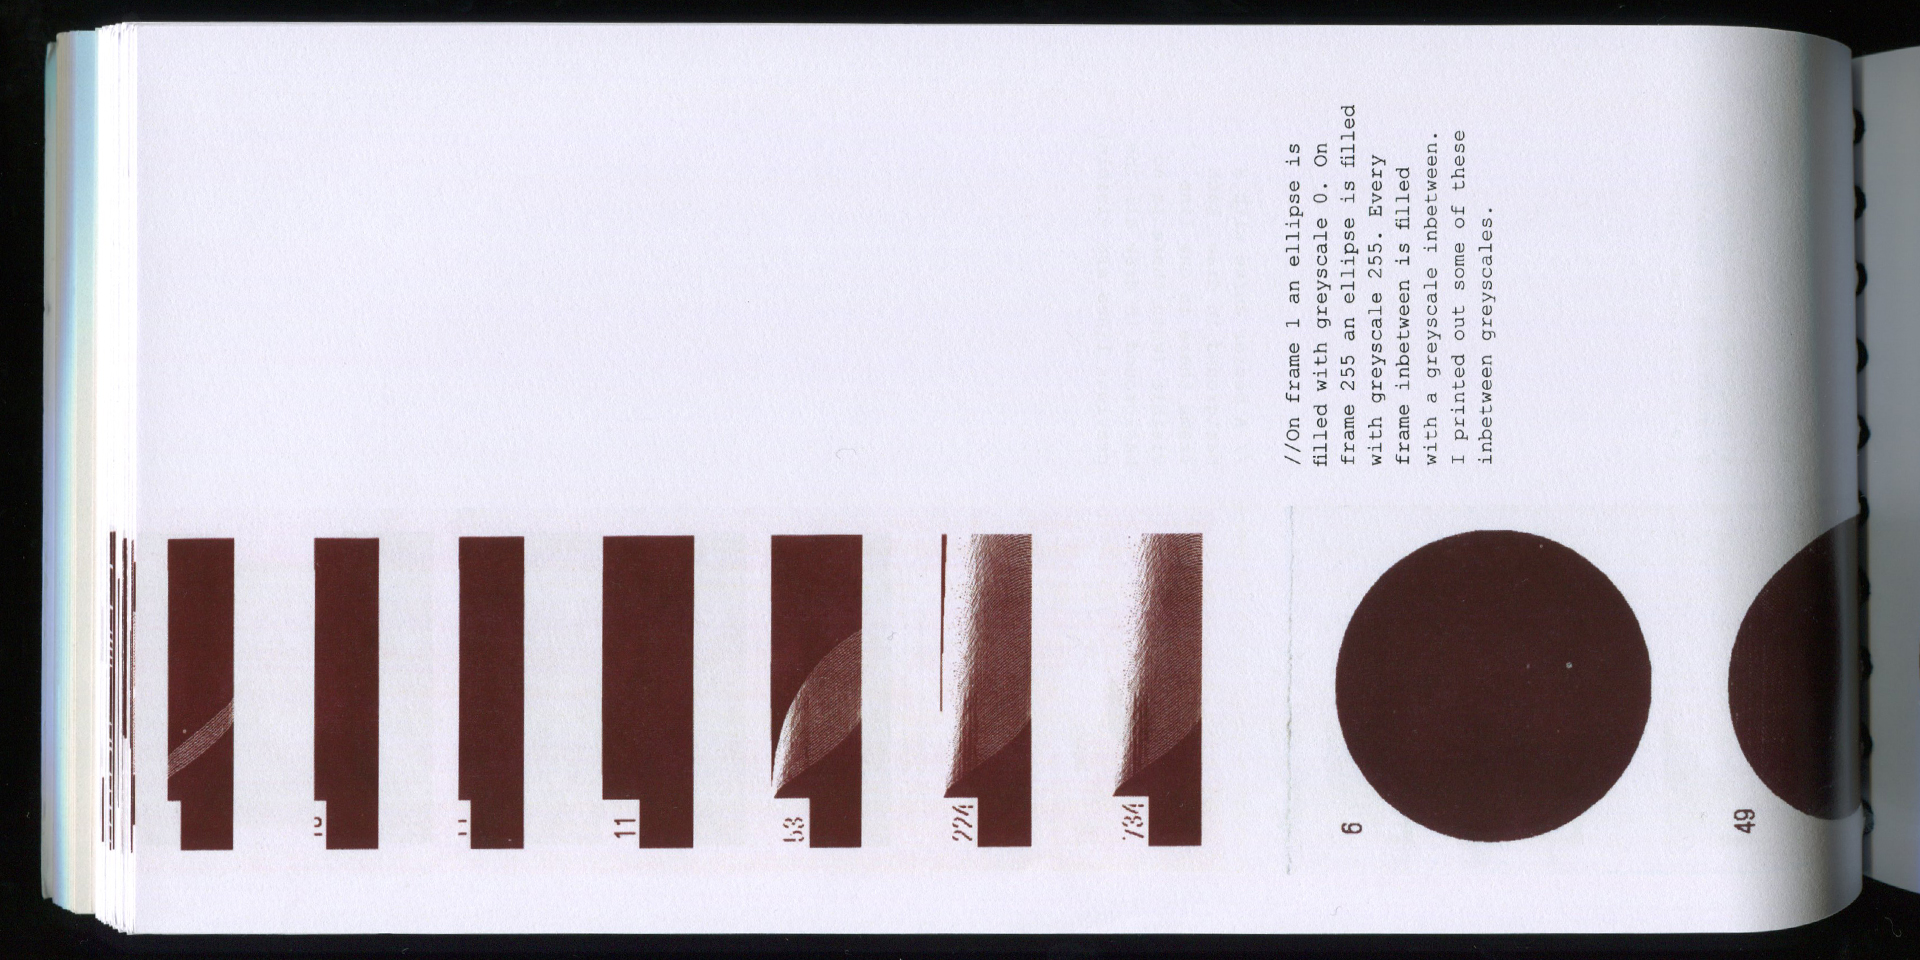 //On frame 1 an ellipse is
filled with greyscale 0. On
frame 255 an ellipse is filled
with greyscale 255. Every
frame inbetween is filled
with a greyscale inbetween.
I printed out some of these
inbetween greyscales.
11
53
224
734
6
49